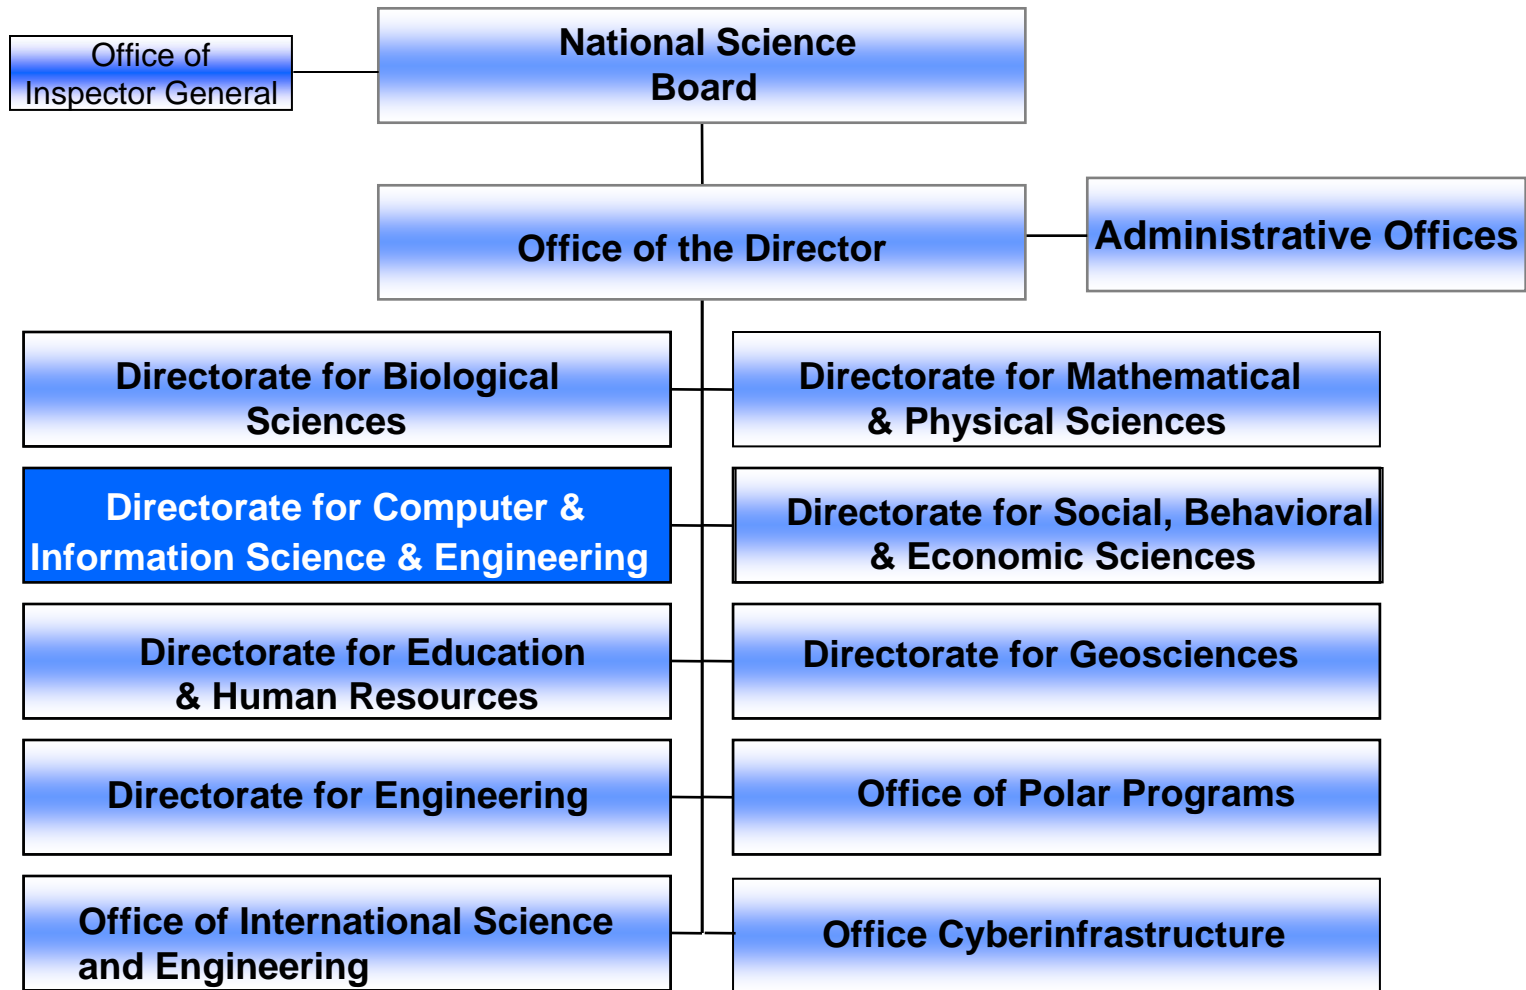 Office of
Inspector General
National Science
Board
Office of the Director
Administrative Offices
Directorate for Biological
Sciences
Directorate for Mathematical
& Physical Sciences
Directorate for Computer &
Information Science & Engineering
Directorate for Social, Behavioral
& Economic Sciences
Directorate for Education
& Human Resources
Directorate for Geosciences
Directorate for Engineering
Office of Polar Programs
Office of International Science
and Engineering
Office Cyberinfrastructure